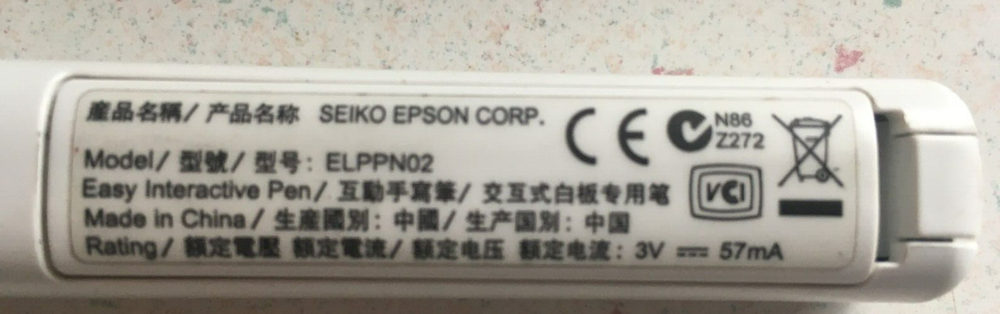 產品名稱/ 产品名称 SEIKO EPSON CORP.
CE N86
Z272
Model/ 型號/ 型号: ELPPN02
Easy Interactive Pen/ 互動手寫筆/ 交互式白板专用笔
VCI
Made in China/ 生產國別: 中國/ 生产国别: 中国
Rating/ 額定電壓 額定電流/ 额定电压 额定电流: 3V ⎓ 57mA